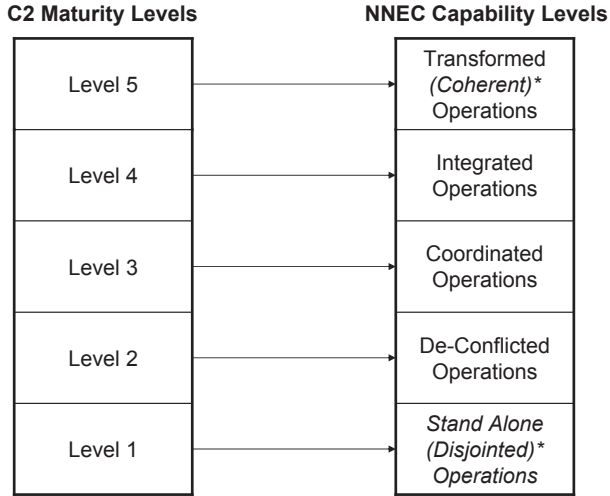 C2 Maturity Levels
NNEC Capability Levels
Level 5
Transformed
(Coherent)*
Operations
Level 4
Integrated
Operations
Level 3
Coordinated
Operations
Level 2
De-Conflicted
Operations
Level 1
Stand Alone
(Disjointed)*
Operations